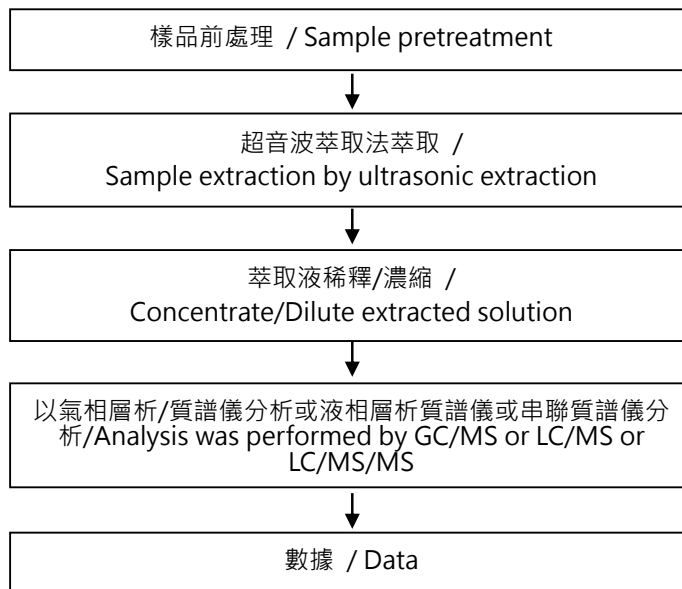 樣品前處理 / Sample pretreatment
超音波萃取法萃取 /
Sample extraction by ultrasonic extraction
萃取液稀釋/濃縮 /
Concentrate/Dilute extracted solution
以氣相層析/質譜儀分析或液相層析質譜儀或串聯質譜儀分
析/Analysis was performed by GC/MS or LC/MS or
LC/MS/MS
數據 / Data